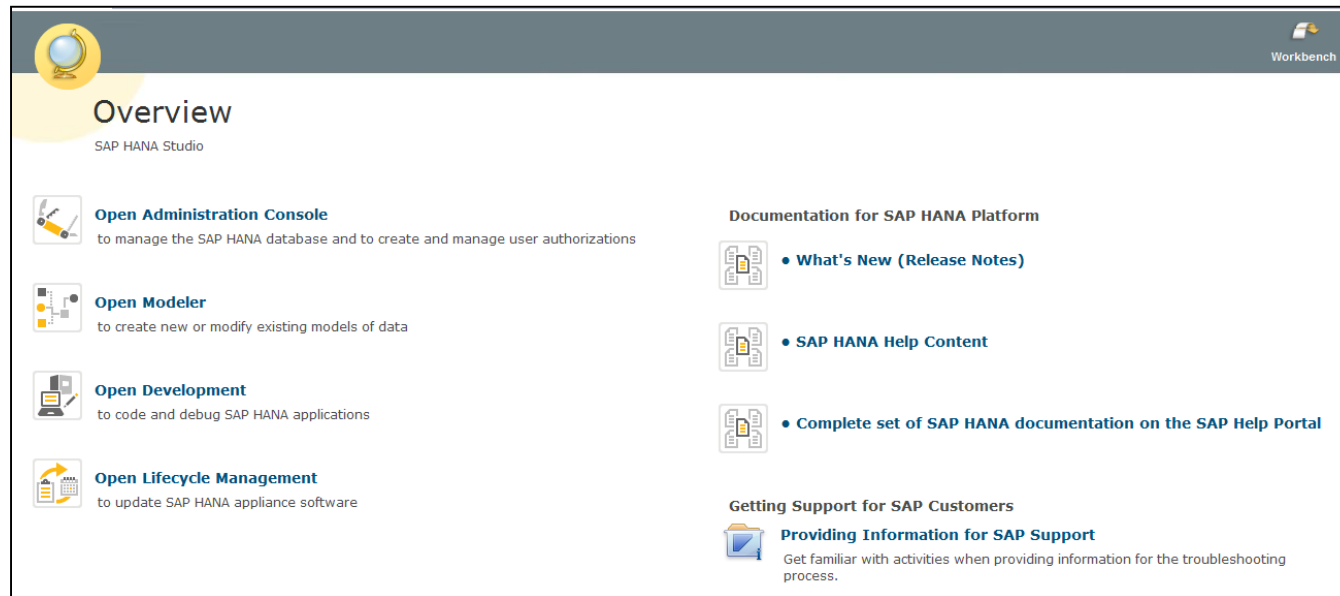 Workbench
Overview
SAP HANA Studio
Open Administration Console
to manage the SAP HANA database and to create and manage user authorizations
Open Modeler
to create new or modify existing models of data
Open Development
to code and debug SAP HANA applications
Open Lifecycle Management
to update SAP HANA appliance software
Documentation for SAP HANA Platform
• What's New (Release Notes)
• SAP HANA Help Content
• Complete set of SAP HANA documentation on the SAP Help Portal
Getting Support for SAP Customers
Providing Information for SAP Support
Get familiar with activities when providing information for the troubleshooting
process.